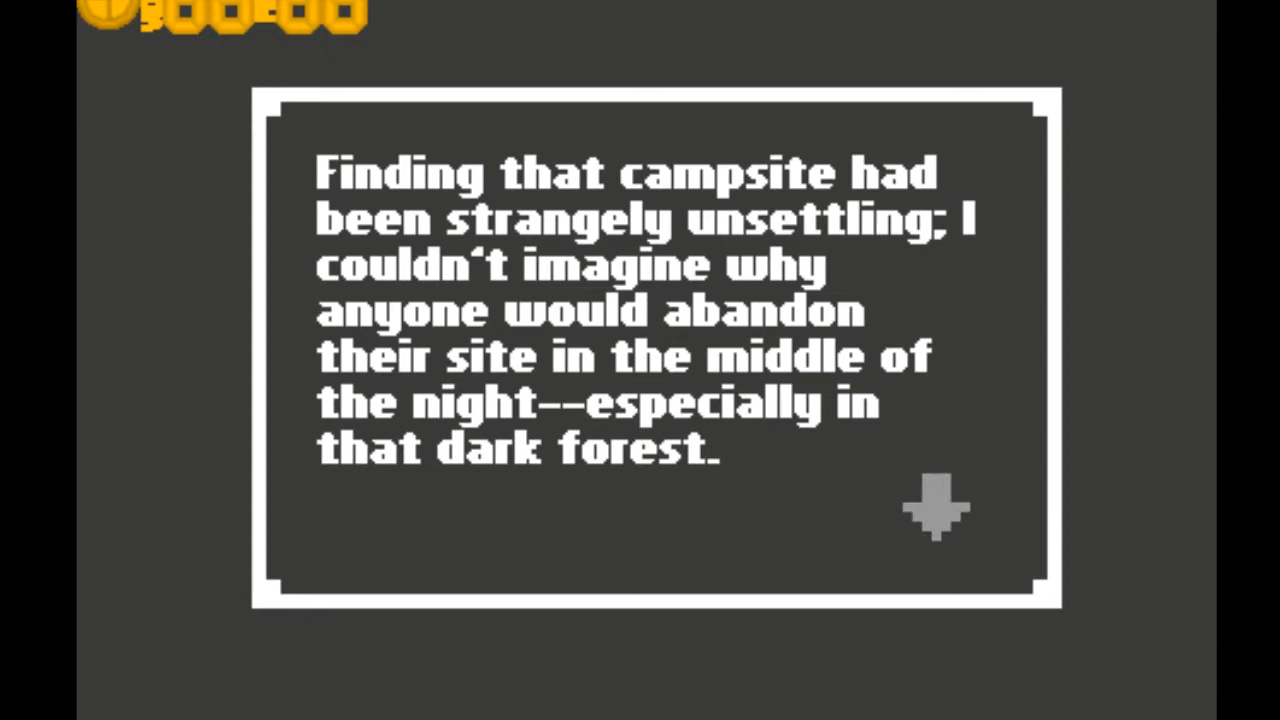 Finding that campsite had
been strangely unsettling; I
couldn't imagine why
anyone would abandon
their site in the middle of
the night--especially in
that dark forest.